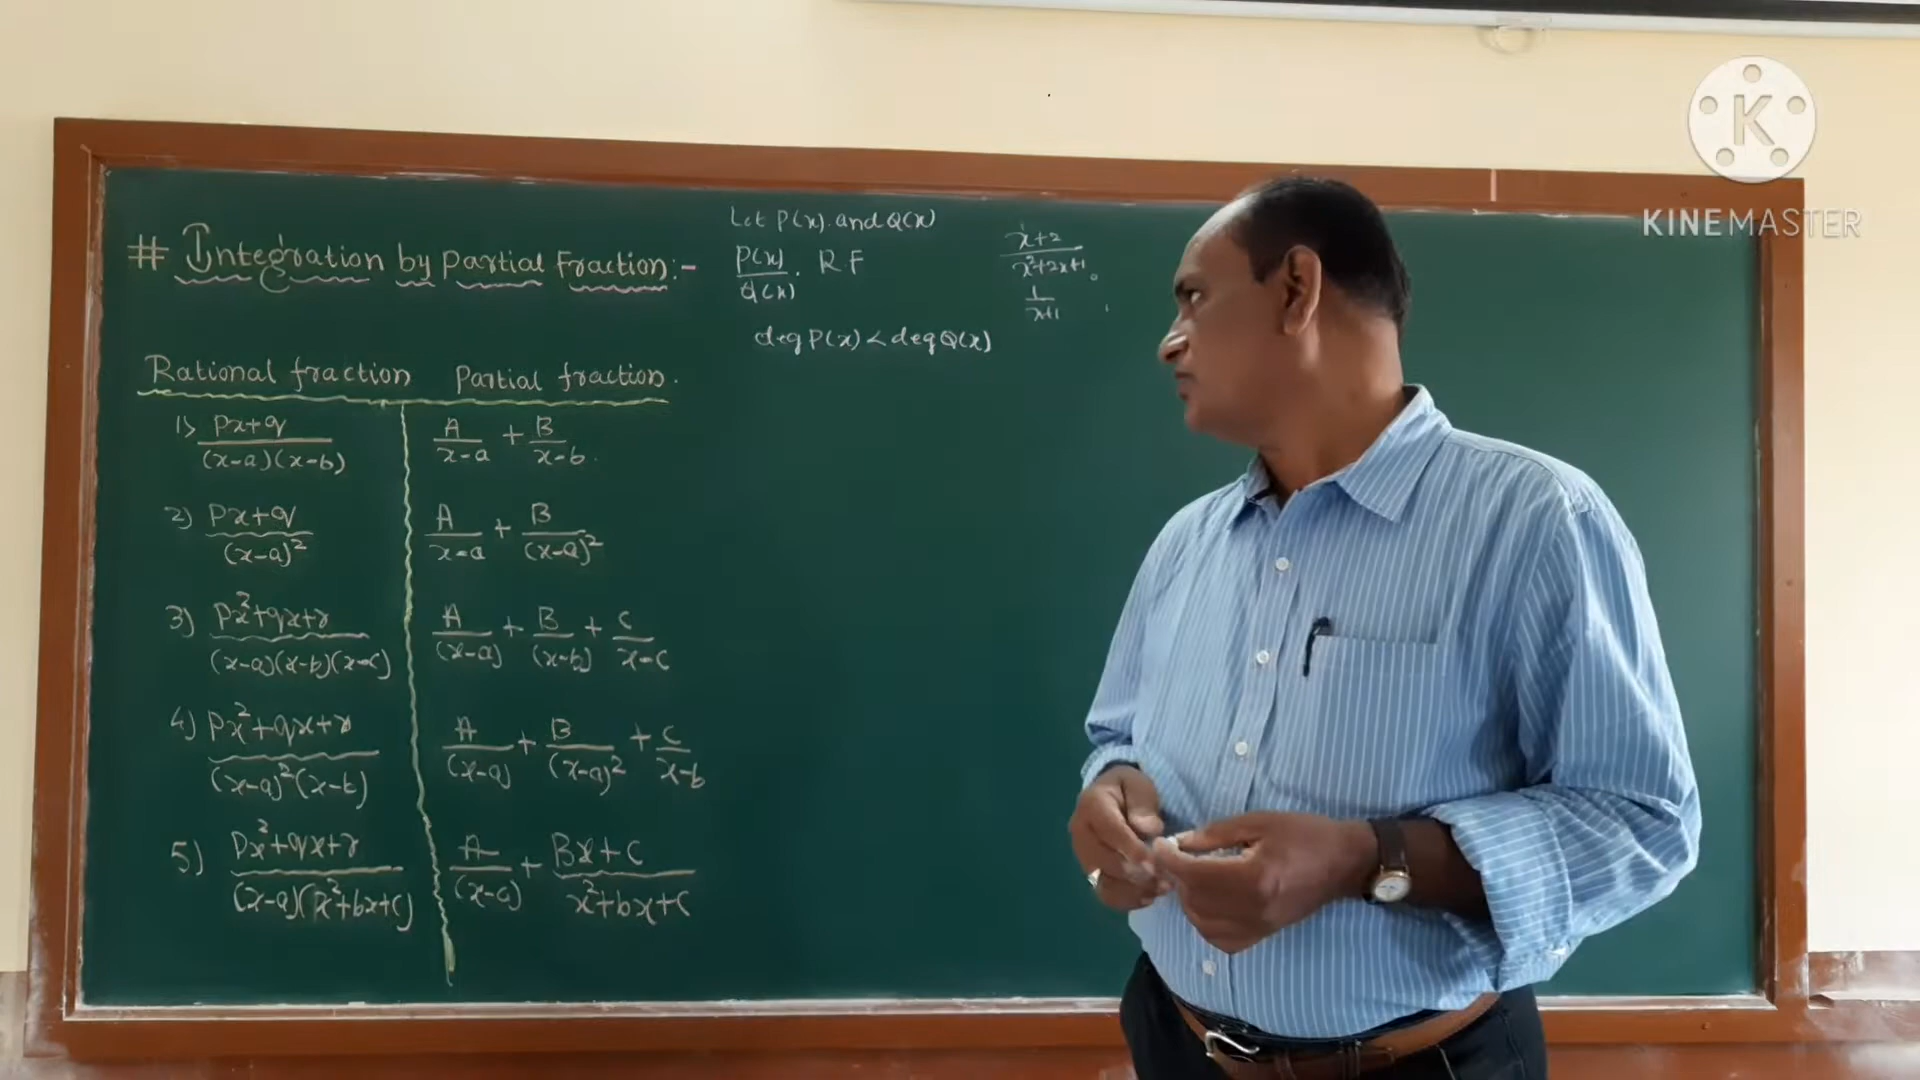 # Integration by Partial Fraction:-
Rational fraction Partial fraction.
1) Px+q/(x-a)(x-b) A/x-a + B/x-b.
2) Px+q/(x-a)² A/x-a + B/(x-a)²
3) Px²+qx+r/(x-a)(x-b)(x-c) A/(x-a) + B/(x-b) + C/x-c
4) Px²+qx+r/(x-a)²(x-b) A/(x-a) + B/(x-a)² + C/x-b
5) Px²+qx+r/(x-a)(x²+bx+c) A/(x-a) + Bx+C/x²+bx+c
Let P(x). and Q(x)
P(x)/Q(x). RF
deg P(x) < deg Q(x)
x+2/x²+2x+1
1/x+1
K
KINEMASTER